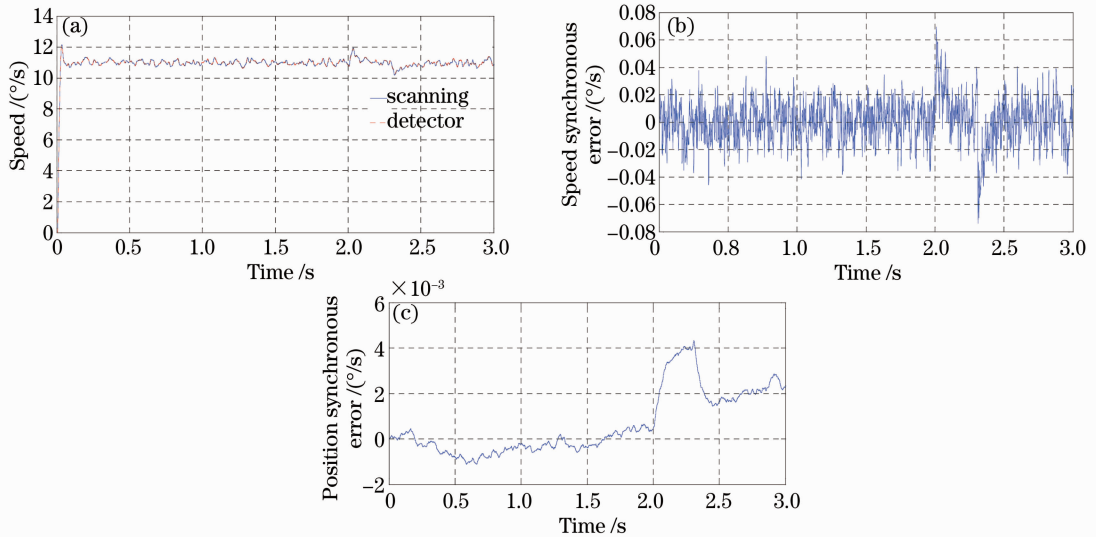 (a)
14
12
10
8
6
4
2
0
Speed /(°/s)
scanning
detector
0 0.5 1.0 1.5 2.0 2.5 3.0
Time /s
(b)
0.08
0.06
0.04
0.02
0
−0.02
−0.04
−0.06
−0.08
Speed synchronous
error /(°/s)
0 0.8 1.0 1.5 2.0 2.5 3.0
Time /s
×10⁻³
(c)
6
4
2
0
−2
Position synchronous
error /(°/s)
0 0.5 1.0 1.5 2.0 2.5 3.0
Time /s